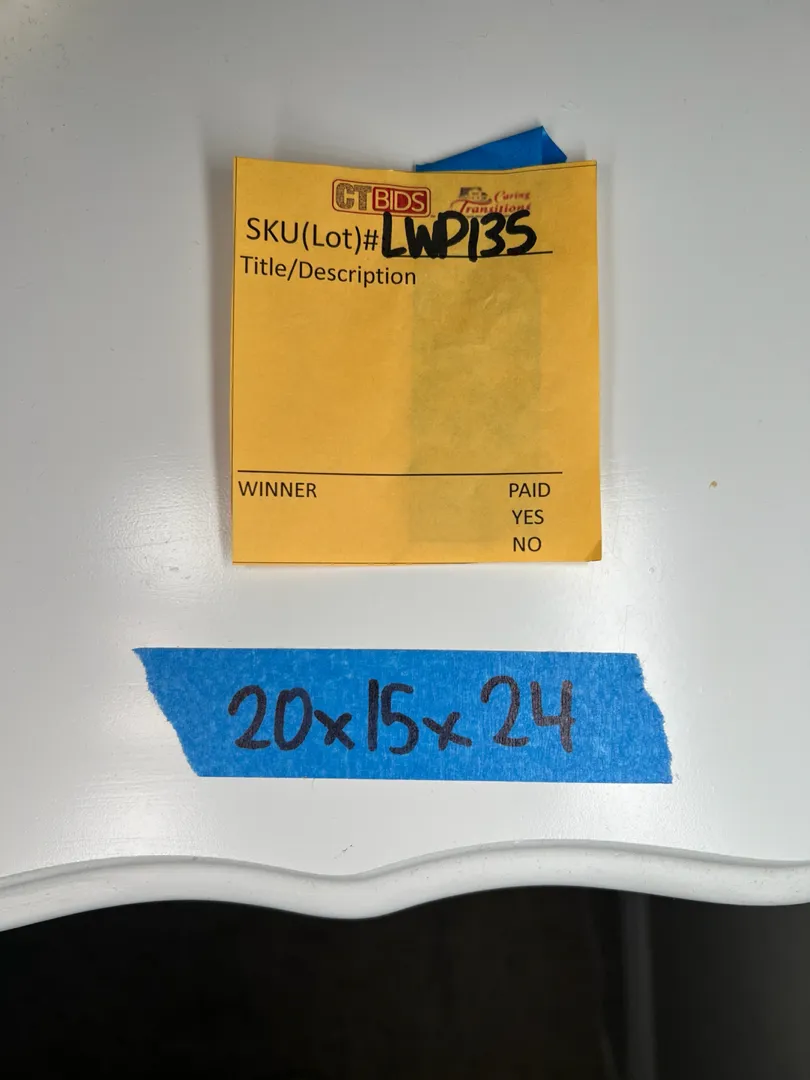 CTBIDS
Caring
Transitions
SKU(Lot)# LWP135
Title/Description
WINNER PAID
YES
NO
20x15x24